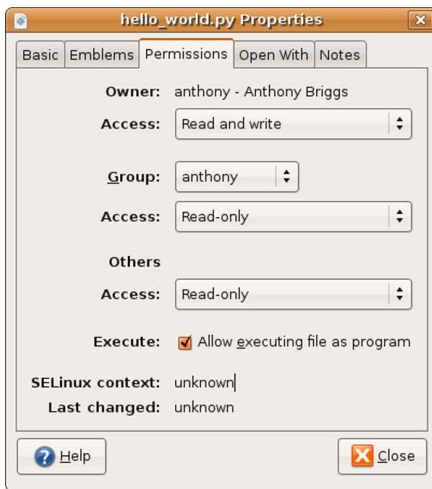 hello_world.py Properties
Basic Emblems Permissions Open With Notes
Owner: anthony - Anthony Briggs
Access: Read and write
Group: anthony
Access: Read-only
Others
Access: Read-only
Execute: Allow executing file as program
SELinux context: unknown
Last changed: unknown
Help Close